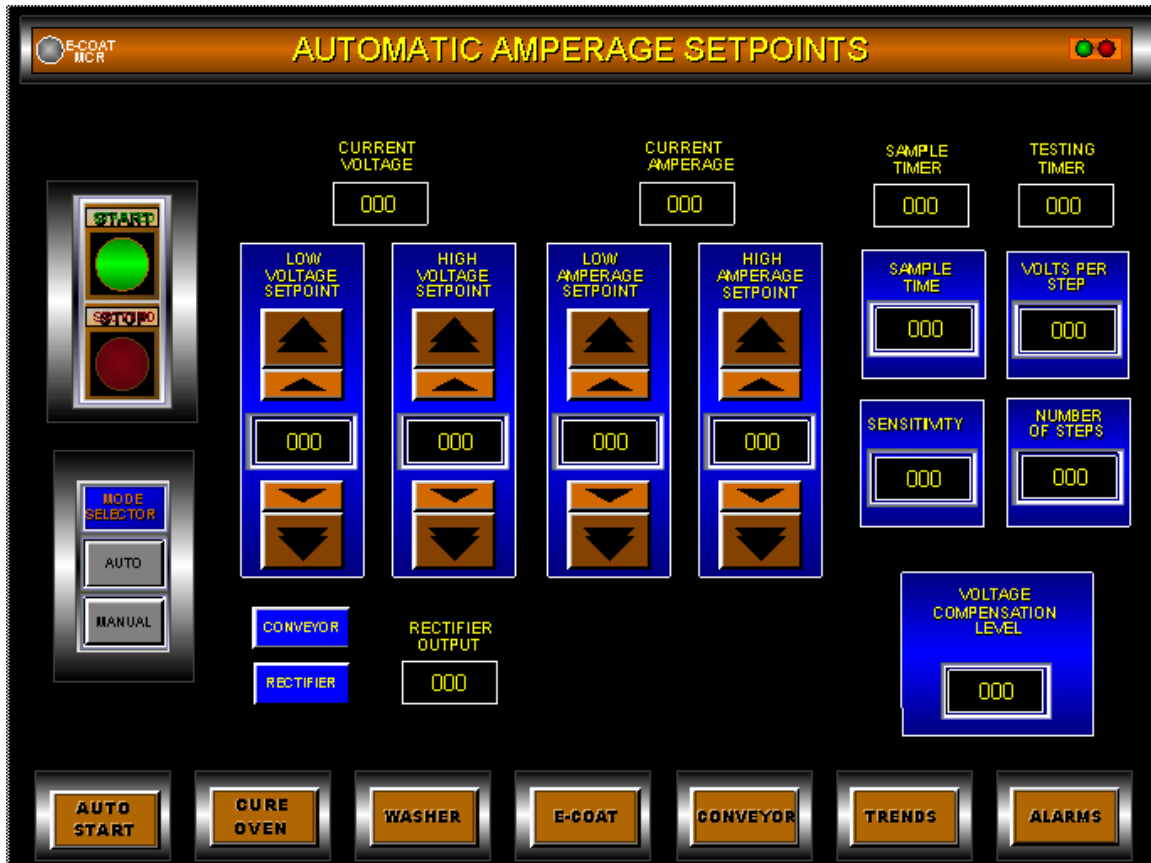 E-COAT
MCR
AUTOMATIC AMPERAGE SETPOINTS
CURRENT
VOLTAGE
000
CURRENT
AMPERAGE
000
SAMPLE
TIMER
000
TESTING
TIMER
000
START
STOP
LOW
VOLTAGE
SETPOINT
000
HIGH
VOLTAGE
SETPOINT
000
LOW
AMPERAGE
SETPOINT
000
HIGH
AMPERAGE
SETPOINT
000
SAMPLE
TIME
000
VOLTS PER
STEP
000
SENSITIVITY
000
NUMBER
OF STEPS
000
MODE
SELECTOR
AUTO
MANUAL
CONVEYOR
RECTIFIER
RECTIFIER
OUTPUT
000
VOLTAGE
COMPENSATION
LEVEL
000
AUTO
START
CURE
OVEN
WASHER
E-COAT
CONVEYOR
TRENDS
ALARMS